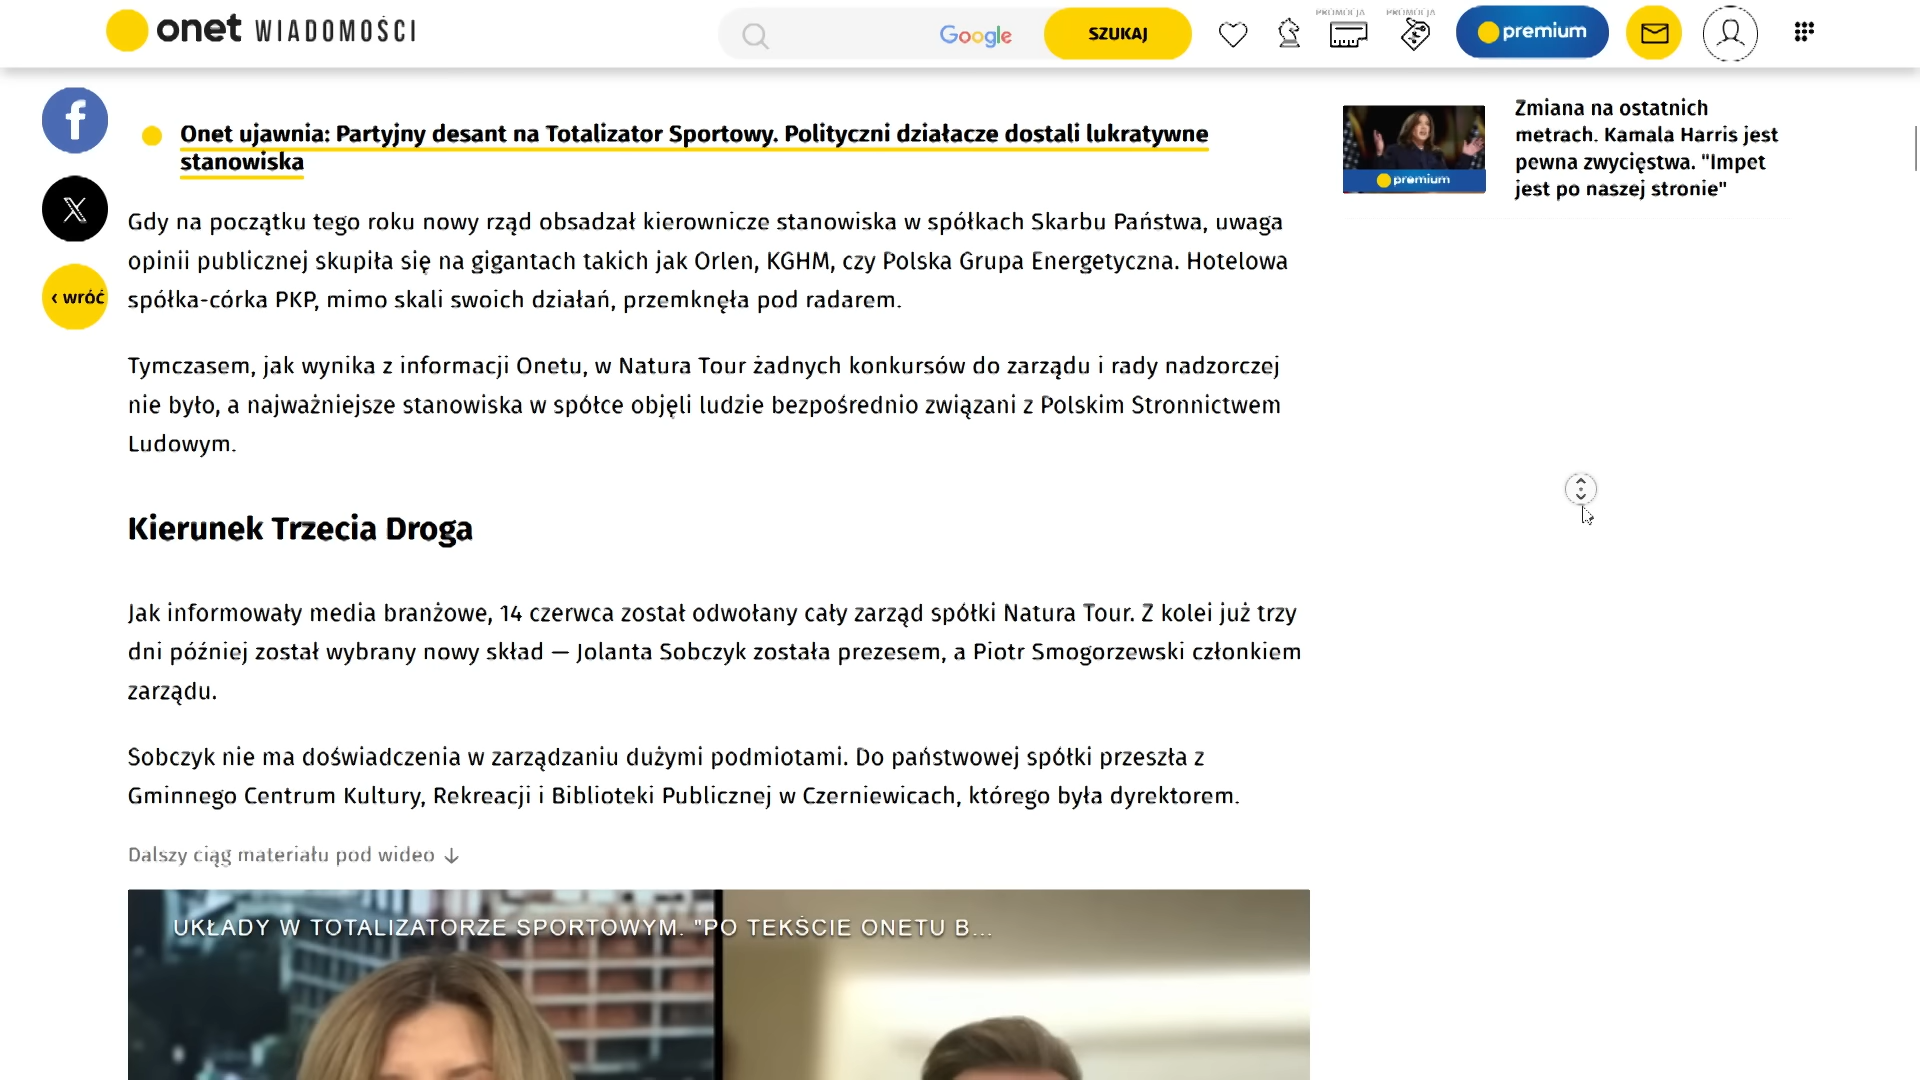 onet WIADOMOŚCI
Google
SZUKAJ
PROMOCJA
PROMOCJA
premium
Onet ujawnia: Partyjny desant na Totalizator Sportowy. Polityczni działacze dostali lukratywne
stanowiska
Zmiana na ostatnich
metrach. Kamala Harris jest
pewna zwycięstwa. "Impet
jest po naszej stronie"
premium
‹ wróć
Gdy na początku tego roku nowy rząd obsadzał kierownicze stanowiska w spółkach Skarbu Państwa, uwaga
opinii publicznej skupiła się na gigantach takich jak Orlen, KGHM, czy Polska Grupa Energetyczna. Hotelowa
spółka-córka PKP, mimo skali swoich działań, przemknęła pod radarem.
Tymczasem, jak wynika z informacji Onetu, w Natura Tour żadnych konkursów do zarządu i rady nadzorczej
nie było, a najważniejsze stanowiska w spółce objęli ludzie bezpośrednio związani z Polskim Stronnictwem
Ludowym.
Kierunek Trzecia Droga
Jak informowały media branżowe, 14 czerwca został odwołany cały zarząd spółki Natura Tour. Z kolei już trzy
dni później został wybrany nowy skład — Jolanta Sobczyk została prezesem, a Piotr Smogorzewski członkiem
zarządu.
Sobczyk nie ma doświadczenia w zarządzaniu dużymi podmiotami. Do państwowej spółki przeszła z
Gminnego Centrum Kultury, Rekreacji i Biblioteki Publicznej w Czerniewicach, którego była dyrektorem.
Dalszy ciąg materiału pod wideo ↓
UKŁADY W TOTALIZATORZE SPORTOWYM. "PO TEKŚCIE ONETU B...